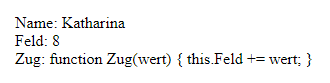 Name: Katharina
Feld: 8
Zug: function Zug(wert) { this.Feld += wert; }